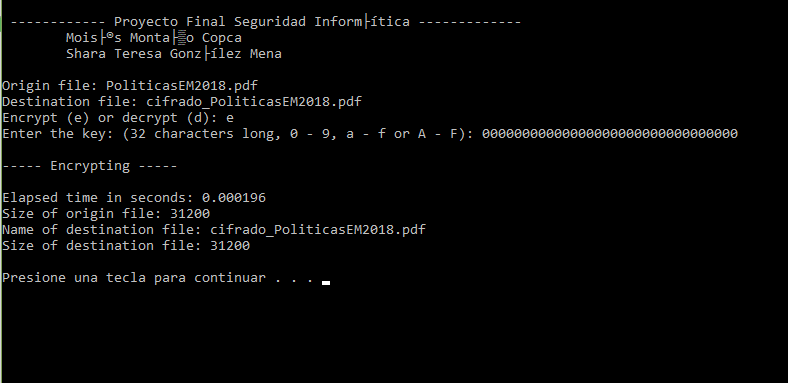 ------------ Proyecto Final Seguridad Inform├ítica -------------
Mois├®s Monta├▒o Copca
Shara Teresa Gonz├ílez Mena
Origin file: PoliticasEM2018.pdf
Destination file: cifrado_PoliticasEM2018.pdf
Encrypt (e) or decrypt (d): e
Enter the key: (32 characters long, 0 - 9, a - f or A - F): 00000000000000000000000000000000
----- Encrypting -----
Elapsed time in seconds: 0.000196
Size of origin file: 31200
Name of destination file: cifrado_PoliticasEM2018.pdf
Size of destination file: 31200
Presione una tecla para continuar . . .